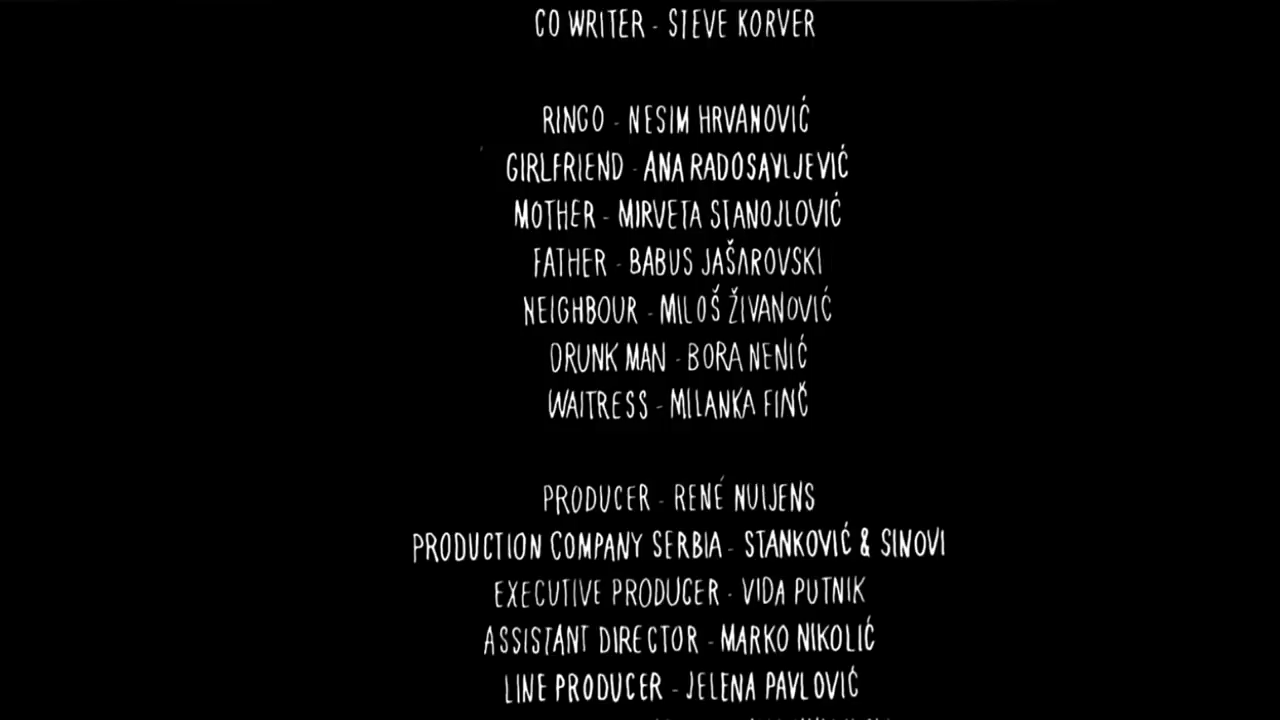 CO WRITER - STEVE KORVER
RINGO - NESIM HRVANOVIĆ
GIRLFRIEND - ANA RADOSAVLJEVIĆ
MOTHER - MIRVETA STANOJLOVIĆ
FATHER - BABUS JAŠAROVSKI
NEIGHBOUR - MILOŠ ŽIVANOVIĆ
DRUNK MAN - BORA NENIĆ
WAITRESS - MILANKA FINČ
PRODUCER - RENÉ NUIJENS
PRODUCTION COMPANY SERBIA - STANKOVIĆ & SINOVI
EXECUTIVE PRODUCER - VIDA PUTNIK
ASSISTANT DIRECTOR - MARKO NIKOLIĆ
LINE PRODUCER - JELENA PAVLOVIĆ